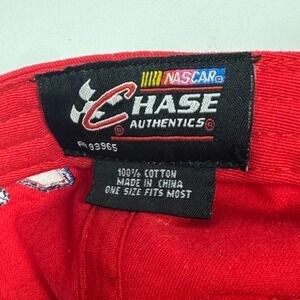 NASCAR
CHASE
AUTHENTICS
RN 93965
100% COTTON
MADE IN CHINA
ONE SIZE FITS MOST